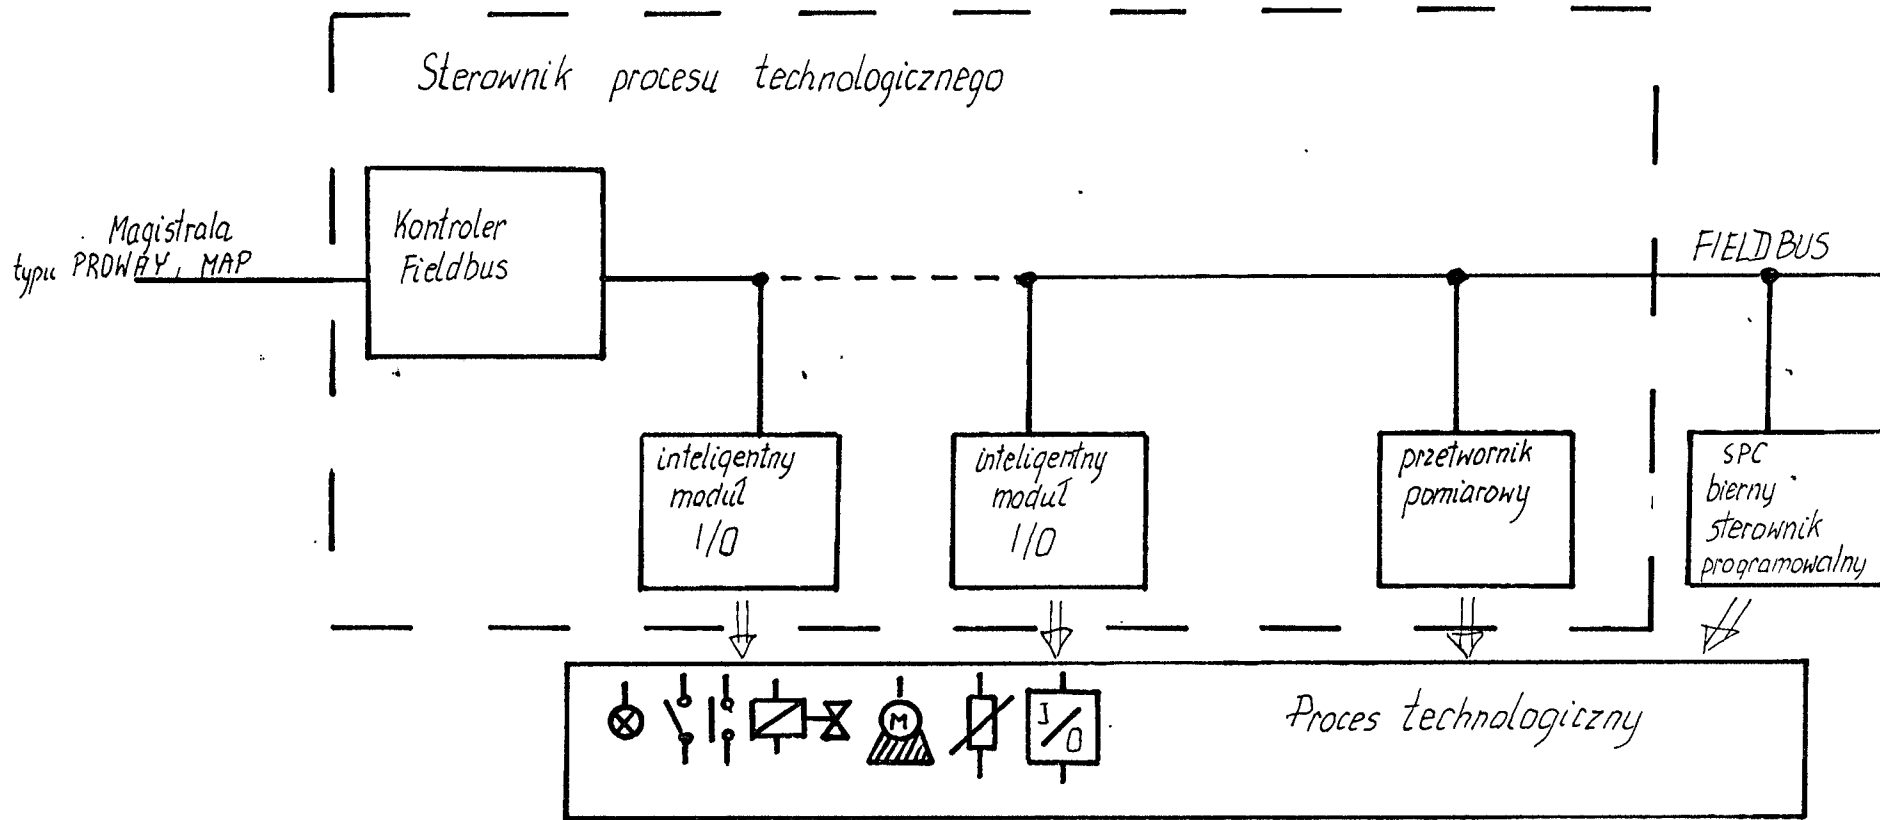 Sterownik procesu technologicznego
Magistrala
typu PROWAY, MAP
Kontroler
Fieldbus
FIELDBUS
inteligentny
moduł
I/O
inteligentny
moduł
I/O
przetwornik
pomiarowy
SPC
bierny
sterownik
programowalny
M
I/O
Proces technologiczny